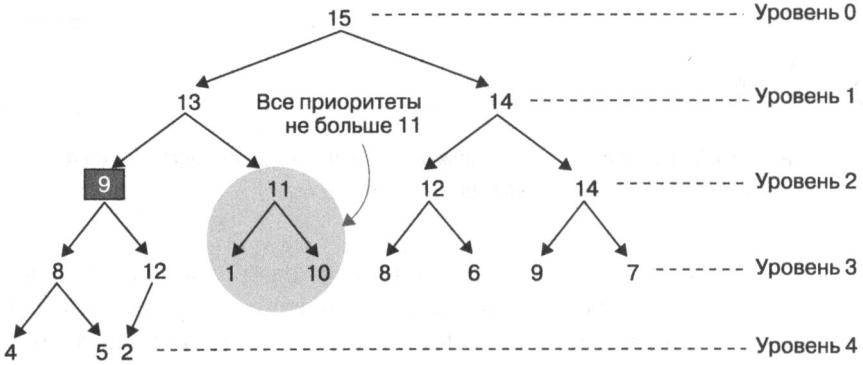 15 Уровень 0
13 Все приоритеты не больше 11 14 Уровень 1
9 11 12 14 Уровень 2
8 12 1 10 8 6 9 7 Уровень 3
4 5 2 Уровень 4